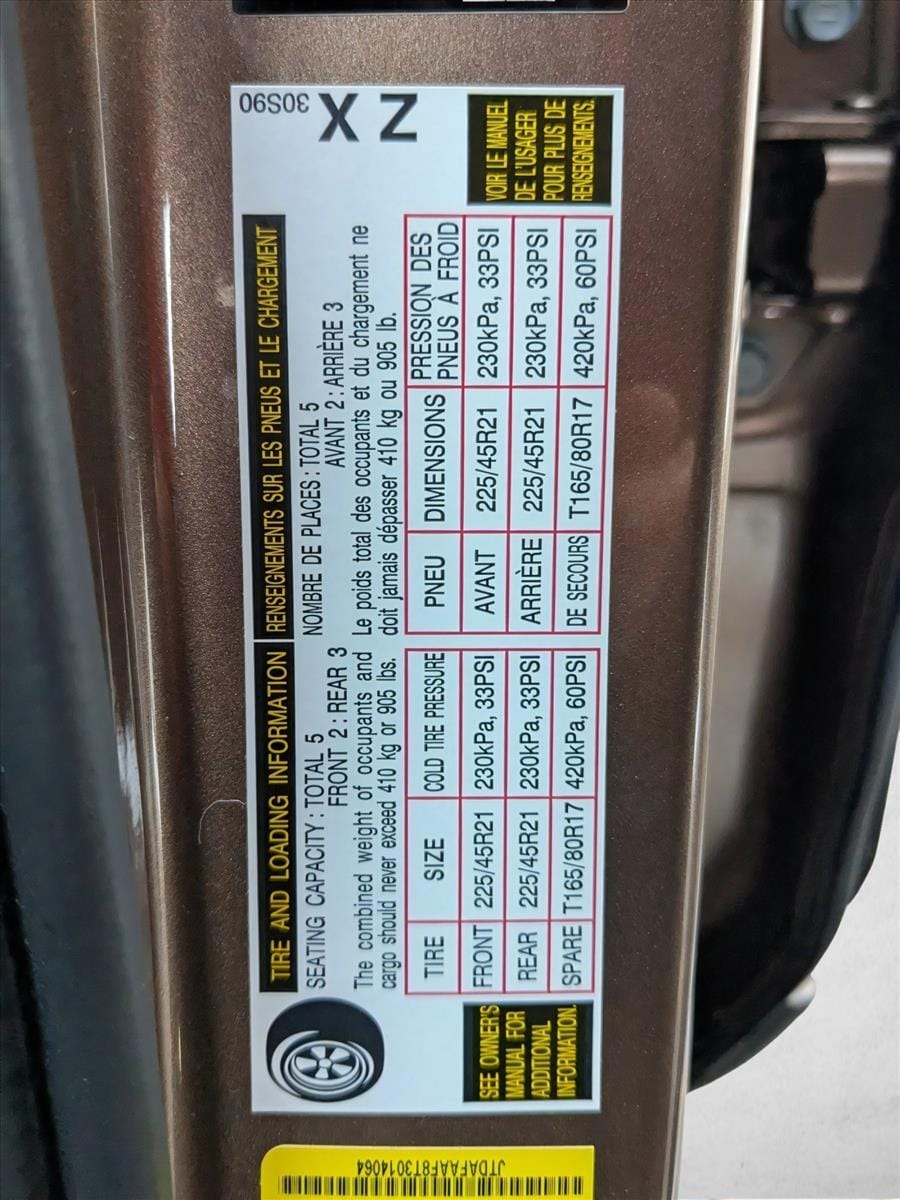 TIRE AND LOADING INFORMATION
SEATING CAPACITY : TOTAL 5
FRONT 2 : REAR 3
The combined weight of occupants and
cargo should never exceed 410 kg or 905 lbs.
TIRE SIZE COLD TIRE PRESSURE
FRONT 225/45R21 230kPa, 33PSI
REAR 225/45R21 230kPa, 33PSI
SPARE T165/80R17 420kPa, 60PSI
SEE OWNER'S
MANUAL FOR
ADDITIONAL
INFORMATION.
RENSEIGNEMENTS SUR LES PNEUS ET LE CHARGEMENT
NOMBRE DE PLACES : TOTAL 5
AVANT 2 : ARRIÈRE 3
Le poids total des occupants et du chargement ne
doit jamais dépasser 410 kg ou 905 lb.
PNEU DIMENSIONS PRESSION DES
PNEUS À FROID
AVANT 225/45R21 230kPa, 33PSI
ARRIÈRE 225/45R21 230kPa, 33PSI
DE SECOURS T165/80R17 420kPa, 60PSI
VOIR LE MANUEL
DE L'USAGER
POUR PLUS DE
RENSEIGNEMENTS.
30S90
X Z
JTDAFAAF8T3014064